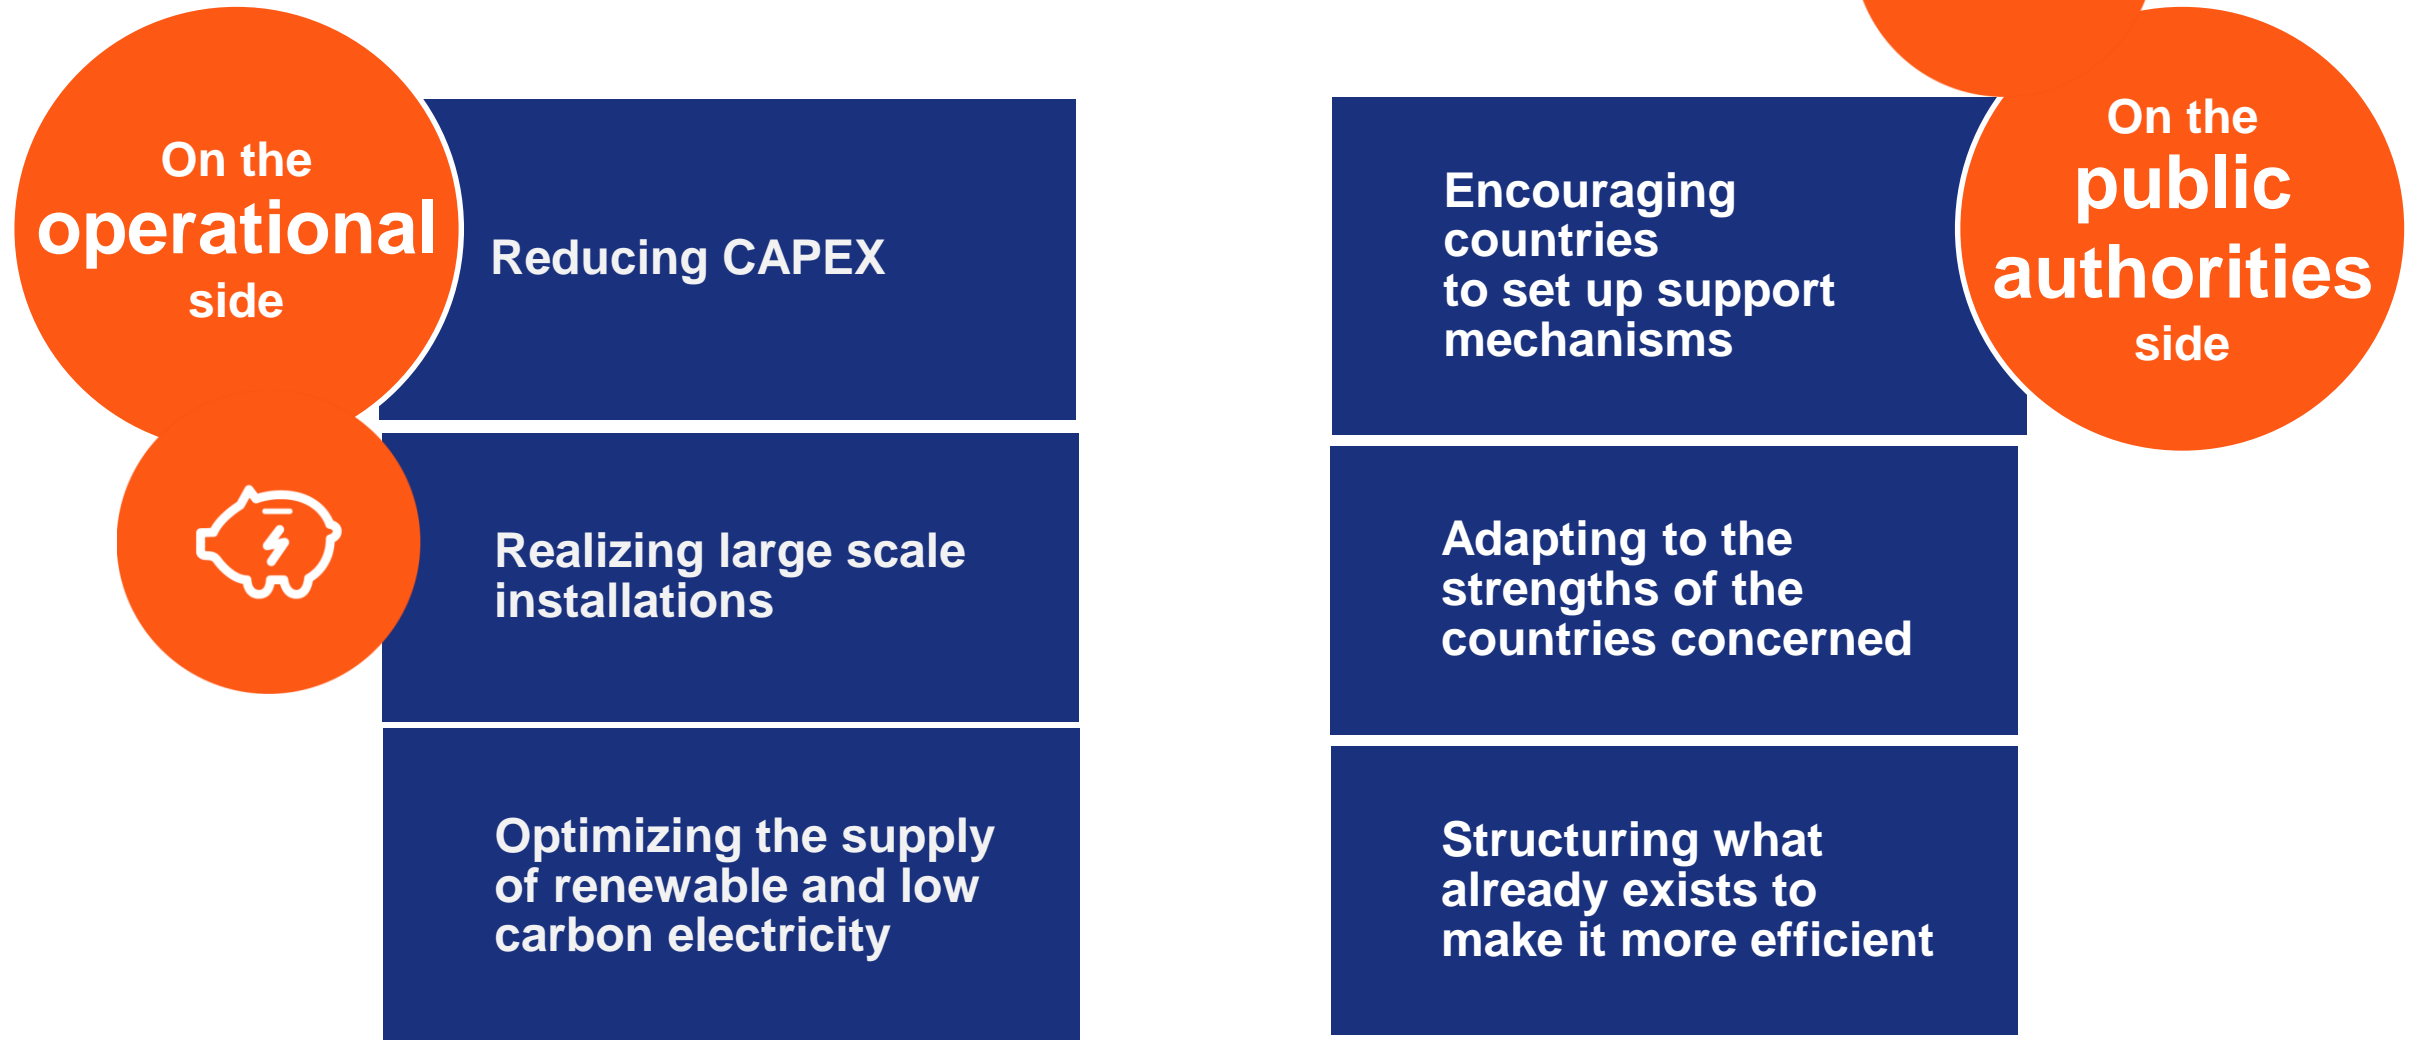 On the
operational
side
Reducing CAPEX
Realizing large scale
installations
Optimizing the supply
of renewable and low
carbon electricity
On the
public
authorities
side
Encouraging
countries
to set up support
mechanisms
Adapting to the
strengths of the
countries concerned
Structuring what
already exists to
make it more efficient